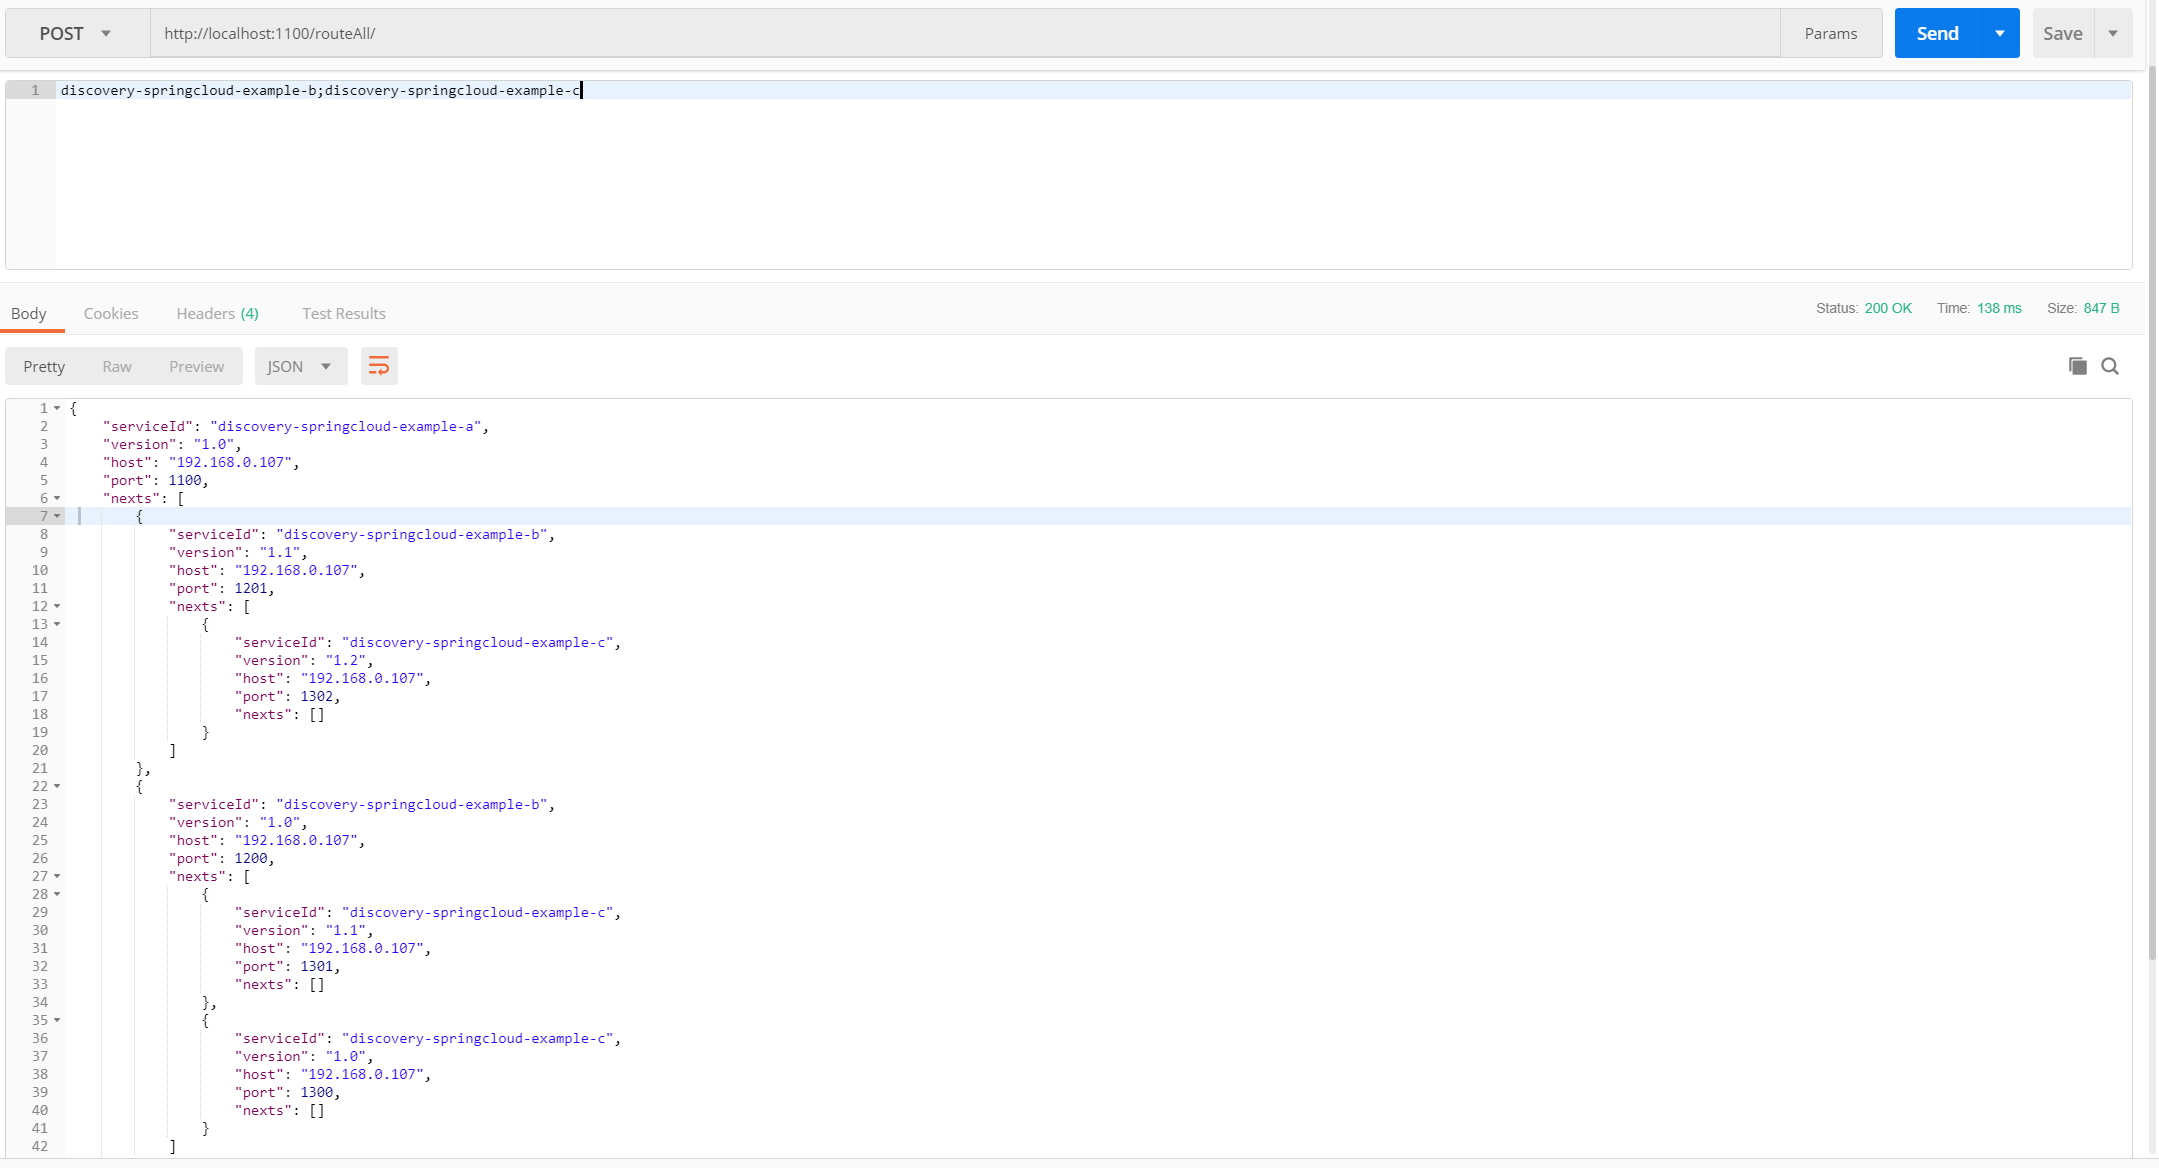 POST http://localhost:1100/routeAll/ Params Send Save
1 discovery-springcloud-example-b;discovery-springcloud-example-c
Body Cookies Headers (4) Test Results Status: 200 OK Time: 138 ms Size: 847 B
Pretty Raw Preview JSON
1 {
2 "serviceId": "discovery-springcloud-example-a",
3 "version": "1.0",
4 "host": "192.168.0.107",
5 "port": 1100,
6 "nexts": [
7 {
8 "serviceId": "discovery-springcloud-example-b",
9 "version": "1.1",
10 "host": "192.168.0.107",
11 "port": 1201,
12 "nexts": [
13 {
14 "serviceId": "discovery-springcloud-example-c",
15 "version": "1.2",
16 "host": "192.168.0.107",
17 "port": 1302,
18 "nexts": []
19 }
20 ]
21 },
22 {
23 "serviceId": "discovery-springcloud-example-b",
24 "version": "1.0",
25 "host": "192.168.0.107",
26 "port": 1200,
27 "nexts": [
28 {
29 "serviceId": "discovery-springcloud-example-c",
30 "version": "1.1",
31 "host": "192.168.0.107",
32 "port": 1301,
33 "nexts": []
34 },
35 {
36 "serviceId": "discovery-springcloud-example-c",
37 "version": "1.0",
38 "host": "192.168.0.107",
39 "port": 1300,
40 "nexts": []
41 }
42 ]